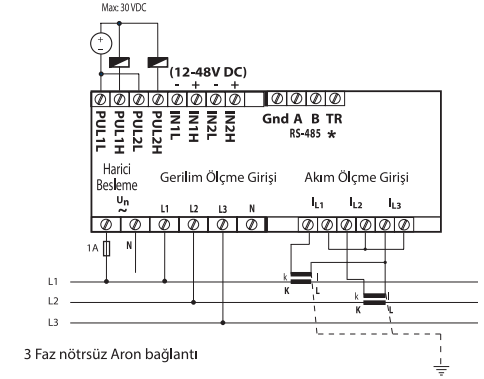 Max: 30 VDC
+
-
(12-48V DC)
- + - +
PUL1L PUL1H PUL2L PUL2H IN1L IN1H IN2L IN2H
Gnd A B TR
RS-485 *
Harici
Besleme
Gerilim Ölçme Girişi
Akım Ölçme Girişi
Un
~
L1 L2 L3 N
IL1 IL2 IL3
1A
N
L1
k l
K L
L2
k l
K L
L3
3 Faz nötrsüz Aron bağlantı